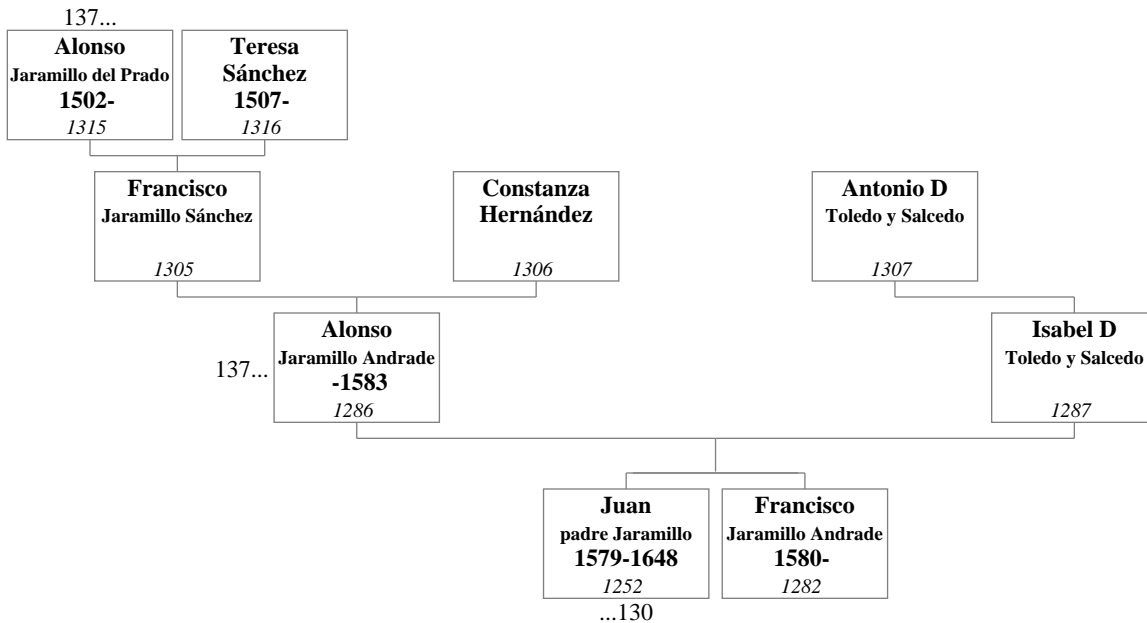 137...
Alonso
Jaramillo del Prado
1502-
1315
Teresa
Sánchez
1507-
1316
Francisco
Jaramillo Sánchez
1305
Constanza
Hernández
1306
Antonio D
Toledo y Salcedo
1307
137...
Alonso
Jaramillo Andrade
-1583
1286
Isabel D
Toledo y Salcedo
1287
Juan
padre Jaramillo
1579-1648
1252
...130
Francisco
Jaramillo Andrade
1580-
1282